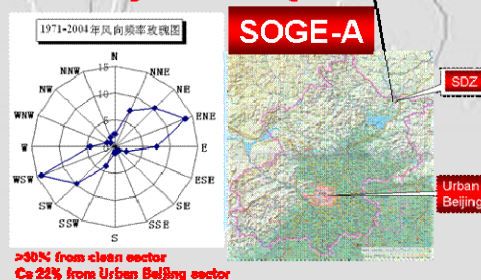 1971-2004年风向频率玫瑰图
SOGE-A
N
NNW
NNE
NW
NE
WNW
ENE
W
E
WSW
ESE
SW
SE
SSW
SSE
S
15
10
5
0
SDZ
Urban
Beijing
>30% from clean sector
Ca 22% from Urban Beijing sector